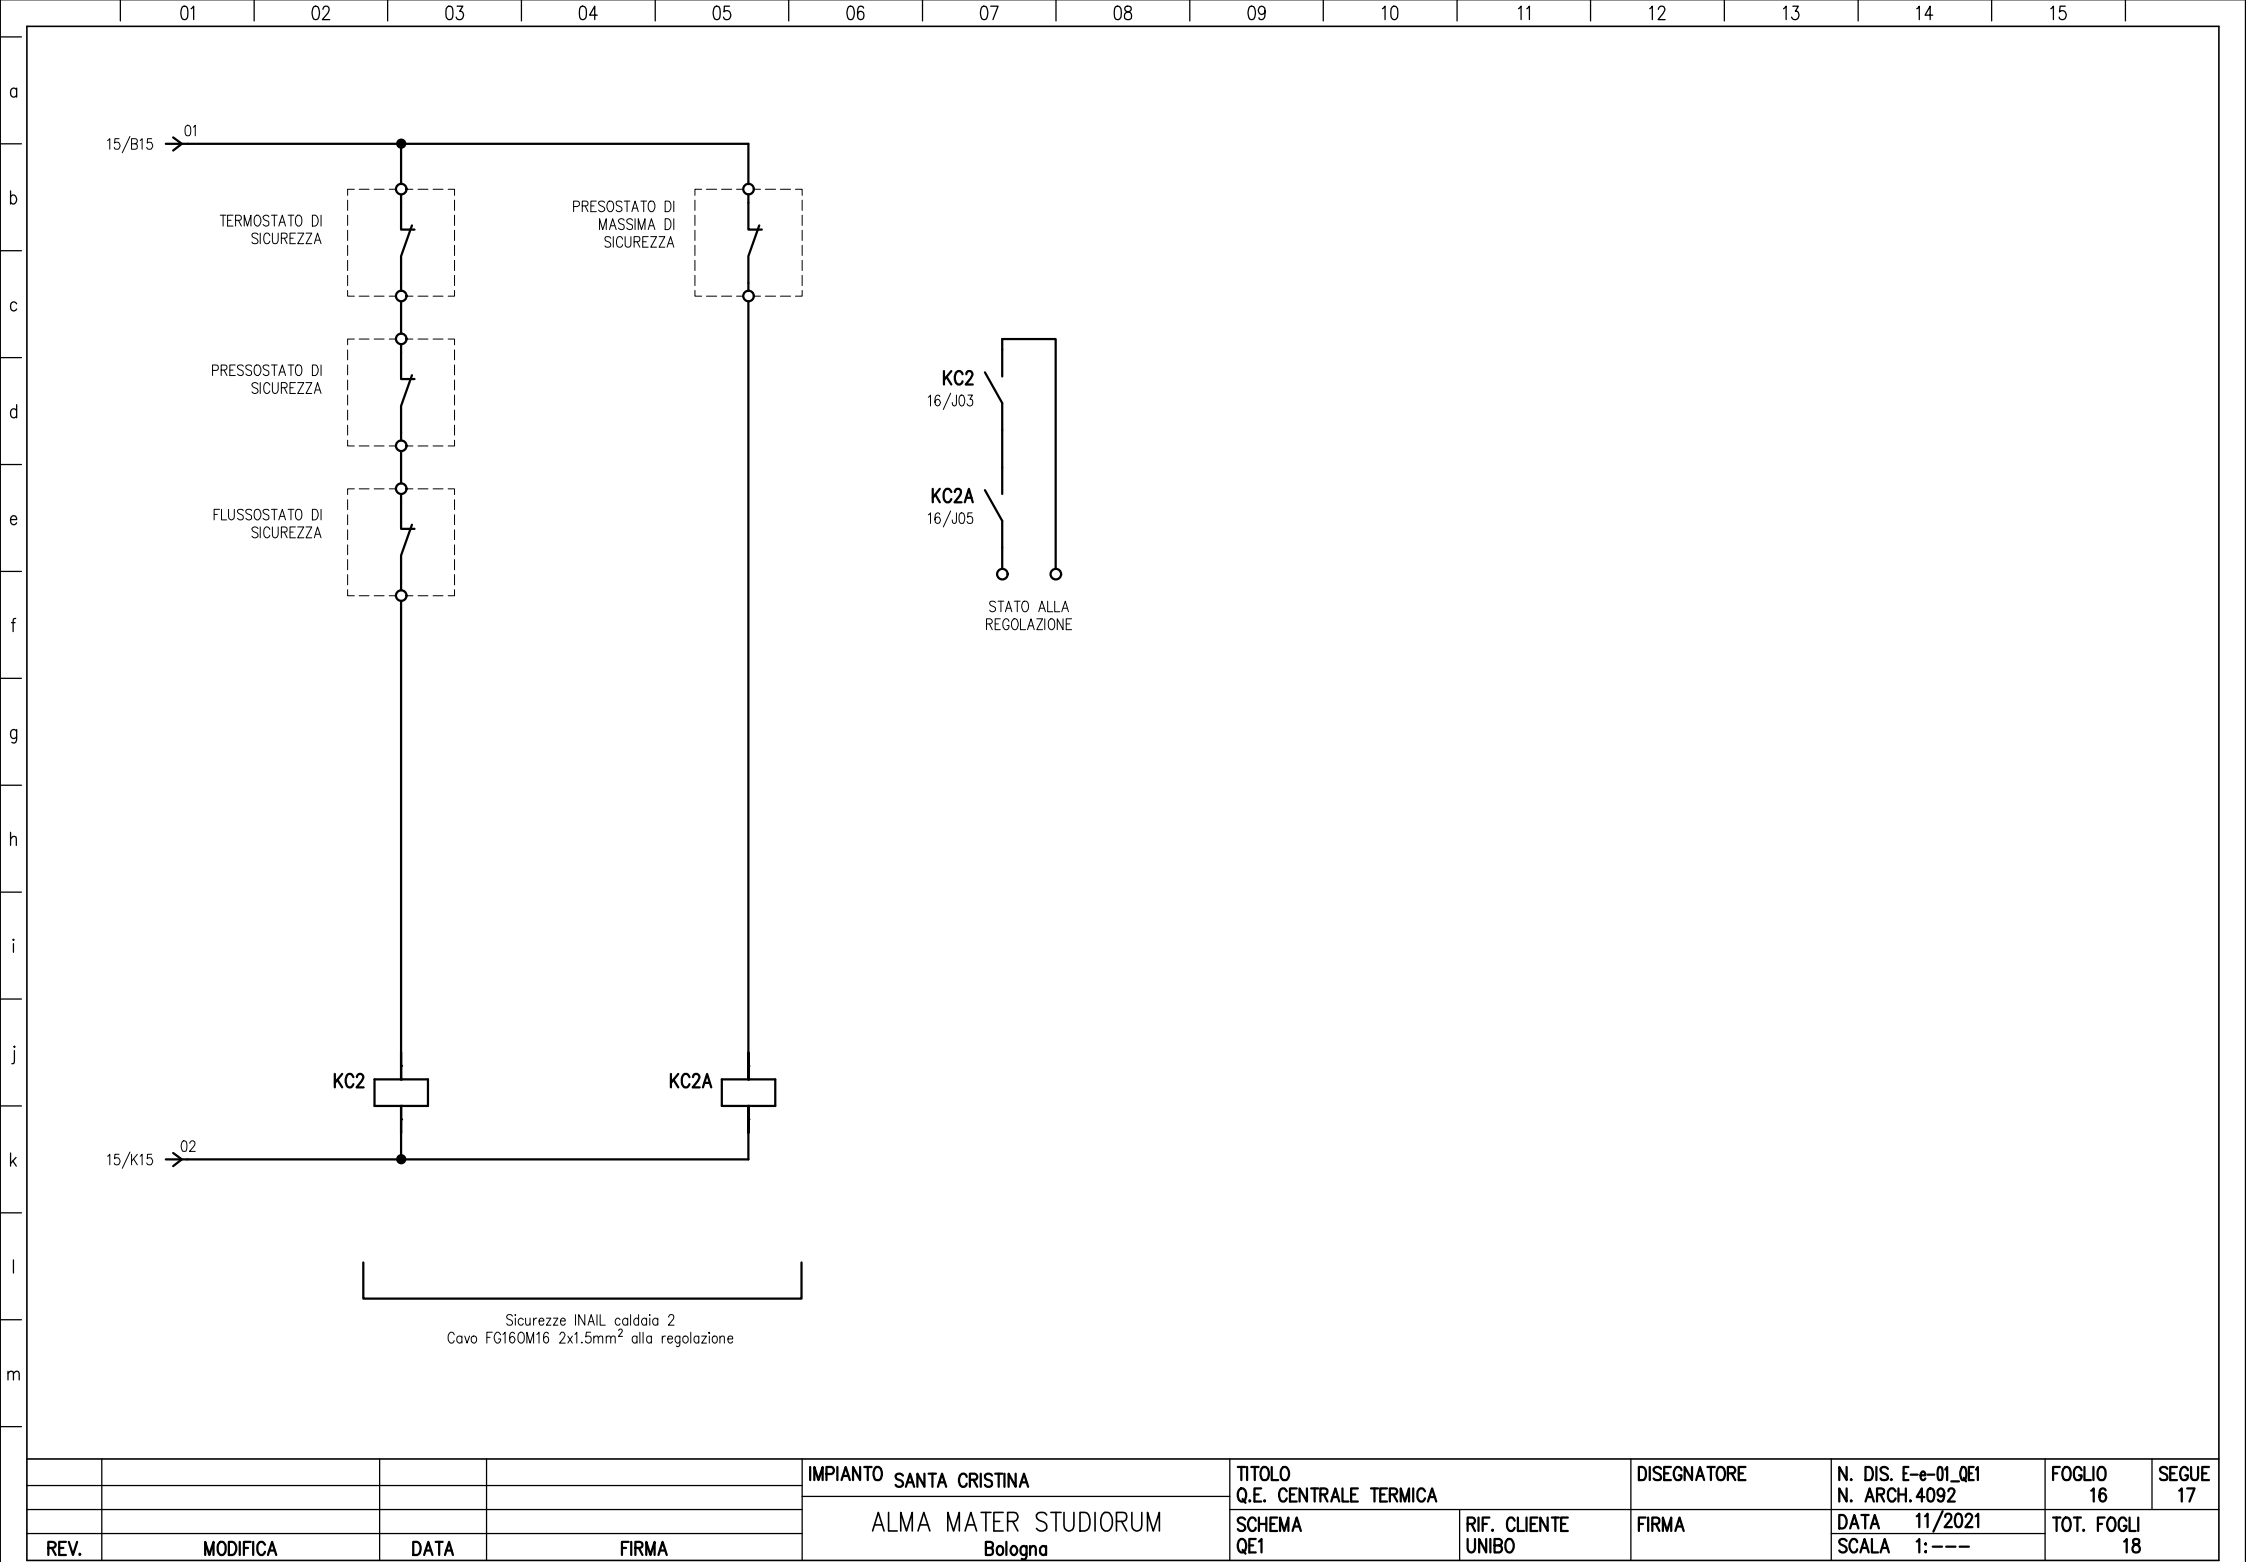 01 02 03 04 05 06 07 08 09 10 11 12 13 14 15
a
b
c
d
e
f
g
h
i
j
k
l
m
15/B15
01
TERMOSTATO DI
SICUREZZA
PRESOSTATO DI
MASSIMA DI
SICUREZZA
PRESSOSTATO DI
SICUREZZA
KC2
16/J03
FLUSSOSTATO DI
SICUREZZA
KC2A
16/J05
STATO ALLA
REGOLAZIONE
KC2
KC2A
15/K15
02
Sicurezze INAIL caldaia 2
Cavo FG16OM16 2x1.5mm² alla regolazione
REV. MODIFICA DATA FIRMA
IMPIANTO SANTA CRISTINA
ALMA MATER STUDIORUM
Bologna
TITOLO
Q.E. CENTRALE TERMICA
SCHEMA
QE1
RIF. CLIENTE
UNIBO
DISEGNATORE
FIRMA
N. DIS. E-e-01_QE1
N. ARCH. 4092
DATA 11/2021
SCALA 1:---
FOGLIO
16
SEGUE
17
TOT. FOGLI
18